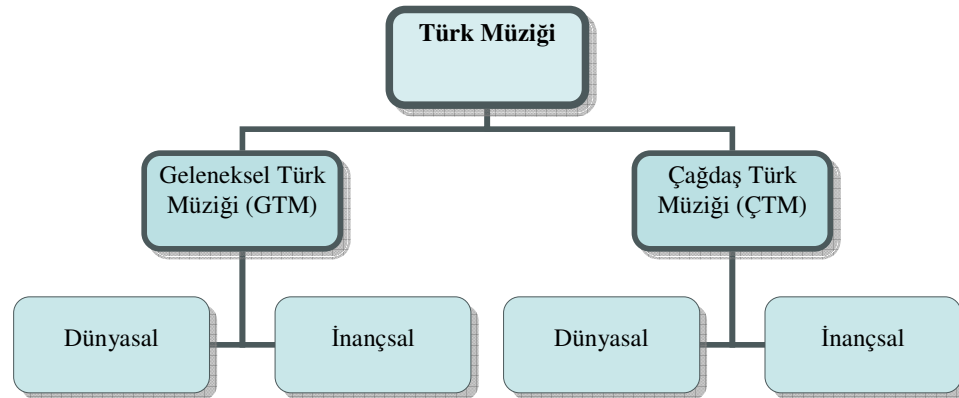 Türk Müziği
Geleneksel Türk
Müziği (GTM)
Çağdaş Türk
Müziği (ÇTM)
Dünyasal
İnançsal
Dünyasal
İnançsal